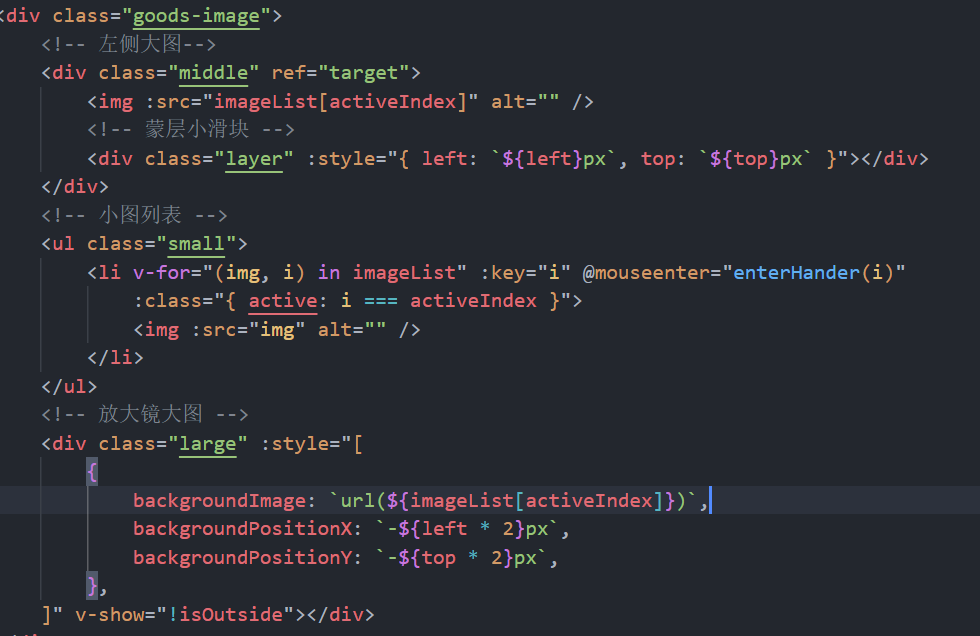 <div class="goods-image">
    <!-- 左侧大图-->
    <div class="middle" ref="target">
        <img :src="imageList[activeIndex]" alt="" />
        <!-- 蒙层小滑块 -->
        <div class="layer" :style="{ left: `${left}px`, top: `${top}px` }"></div>
    </div>
    <!-- 小图列表 -->
    <ul class="small">
        <li v-for="(img, i) in imageList" :key="i" @mouseenter="enterHander(i)"
            :class="{ active: i === activeIndex }">
            <img :src="img" alt="" />
        </li>
    </ul>
    <!-- 放大镜大图 -->
    <div class="large" :style="[
        {
            backgroundImage: `url(${imageList[activeIndex]})`,
            backgroundPositionX: `-${left * 2}px`,
            backgroundPositionY: `-${top * 2}px`,
        },
    ]" v-show="!isOutside"></div>